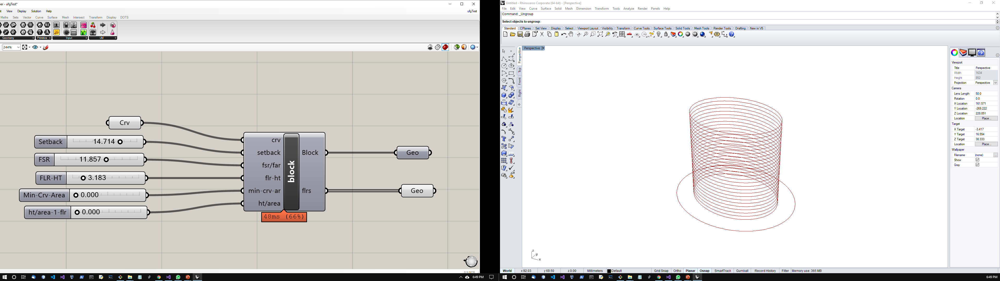 er - ufgTest*
it View Display Solution Help
ufgTest
Maths Sets Vector Curve Surface Mesh Intersect Transform Display DOTS
Geometry
Primitive
Input
Util
244%
Crv
Setback 14.714
FSR 11.857
FLR-HT 3.183
Min-Crv-Area 0.000
ht/area-1-flr 0.000
crv
setback
fsr/far
flr-ht
min-crv-ar
ht/area
block
Block
flrs
48ms (66%)
Geo
Geo
0.9.0076
6:49 PM
Untitled - Rhinoceros Corporate (64-bit) - [Perspective]
File Edit View Curve Surface Solid Mesh Dimension Transform Tools Analyze Render Panels Help
Command: _Ungroup
Select objects to ungroup:
Standard CPlanes Set View Display Select Viewport Layout Visibility Transform Curve Tools Surface Tools Solid Tools Mesh Tools Render Tools Drafting New in V5
Perspective
Perspective
Top
Front
Right
z
y
x
Viewport
Title Perspective
Width 1634
Height 852
Projection Perspective
Camera
Lens Length 50.0
Rotation 0.0
X Location 161.571
Y Location -269.222
Z Location 228.851
Location Place...
Target
X Target -3.417
Y Target 16.554
Z Target 38.333
Location Place...
Wallpaper
Filename (none) ...
Show
Gray
World x 92.03 y 69.50 z 0.00 Millimeters Default Grid Snap Ortho Planar Osnap SmartTrack Gumball Record History Filter Memory use: 365 MB
6:49 PM